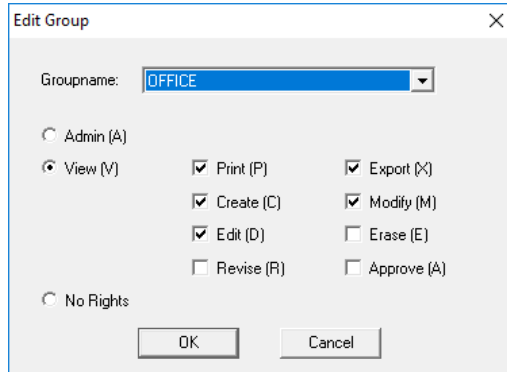 Edit Group
Groupname: OFFICE
Admin (A)
View (V) Print (P) Export (X)
Create (C) Modify (M)
Edit (D) Erase (E)
Revise (R) Approve (A)
No Rights
OK Cancel